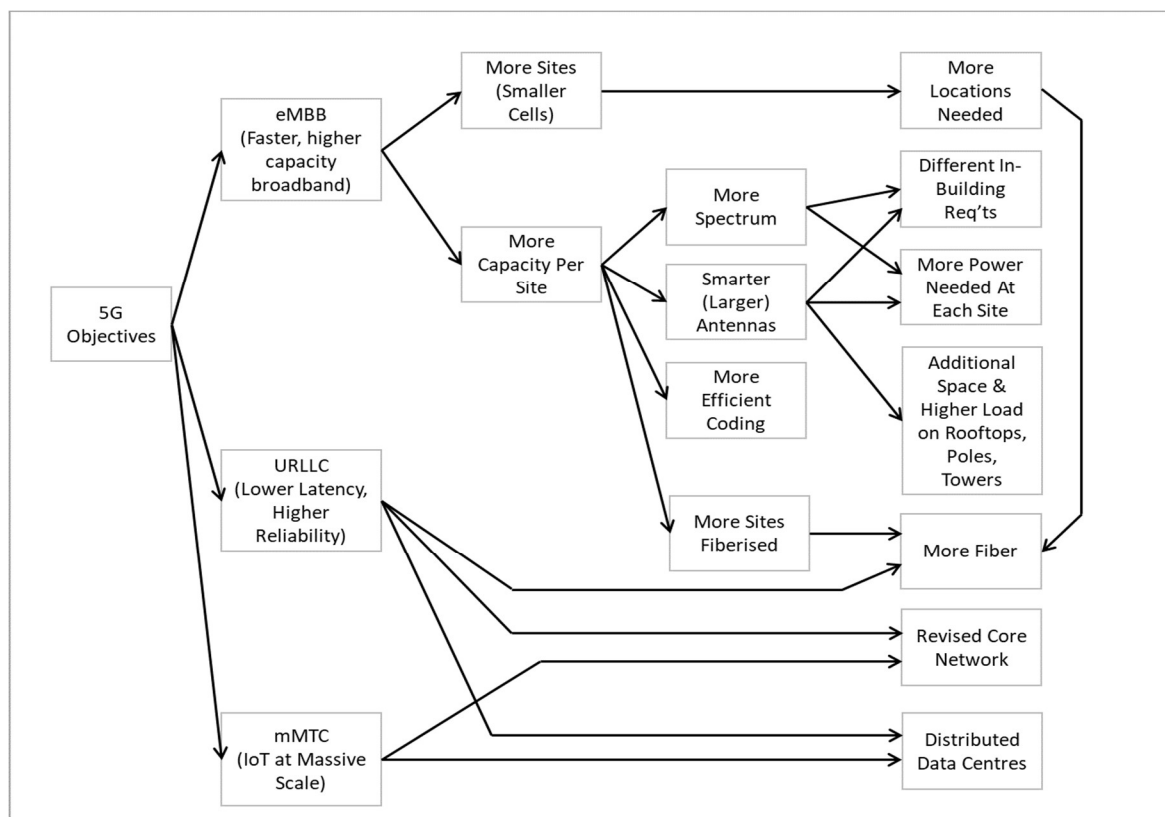 5G
Objectives
eMBB
(Faster, higher
capacity
broadband)
URLLC
(Lower Latency,
Higher
Reliability)
mMTC
(IoT at Massive
Scale)
More Sites
(Smaller
Cells)
More
Capacity Per
Site
More
Spectrum
Smarter
(Larger)
Antennas
More
Efficient
Coding
More Sites
Fiberised
More
Locations
Needed
Different In-
Building
Req’ts
More Power
Needed At
Each Site
Additional
Space &
Higher Load
on Rooftops,
Poles,
Towers
More Fiber
Revised Core
Network
Distributed
Data Centres